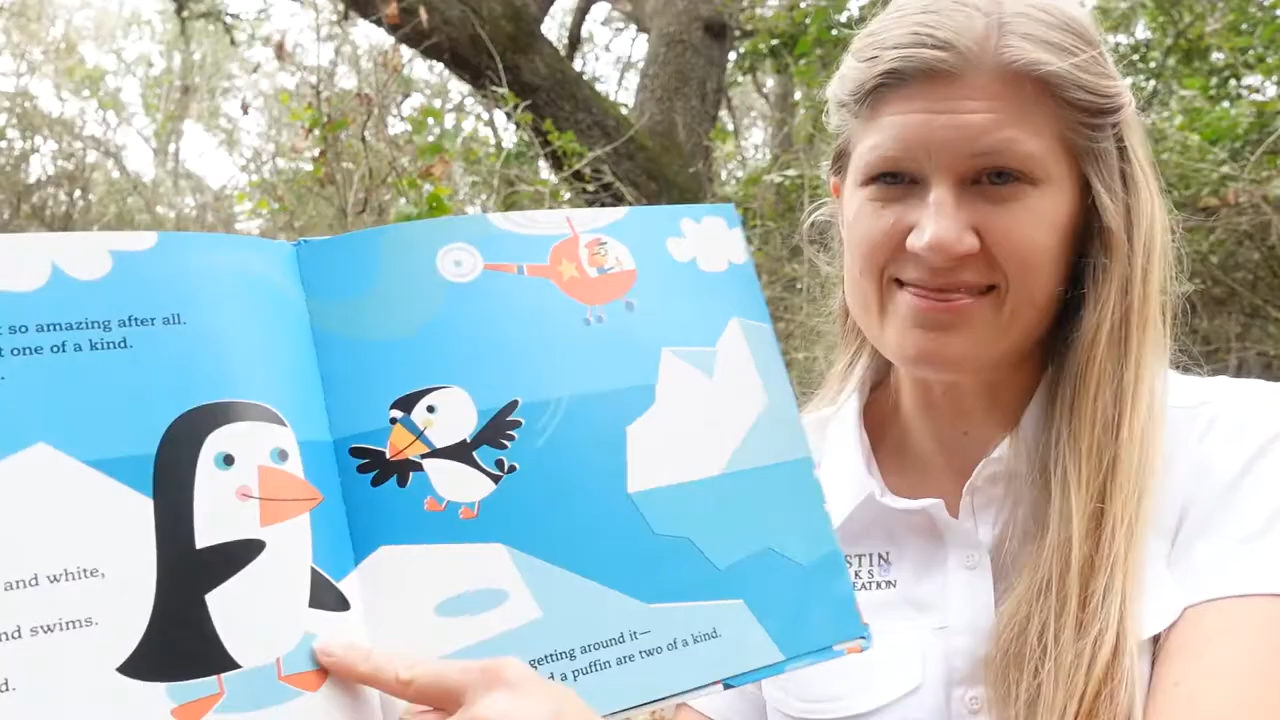 so amazing after all.
one of a kind.
and white,
swims.
getting around it—
a puffin are two of a kind.
STIN
KS
EATION